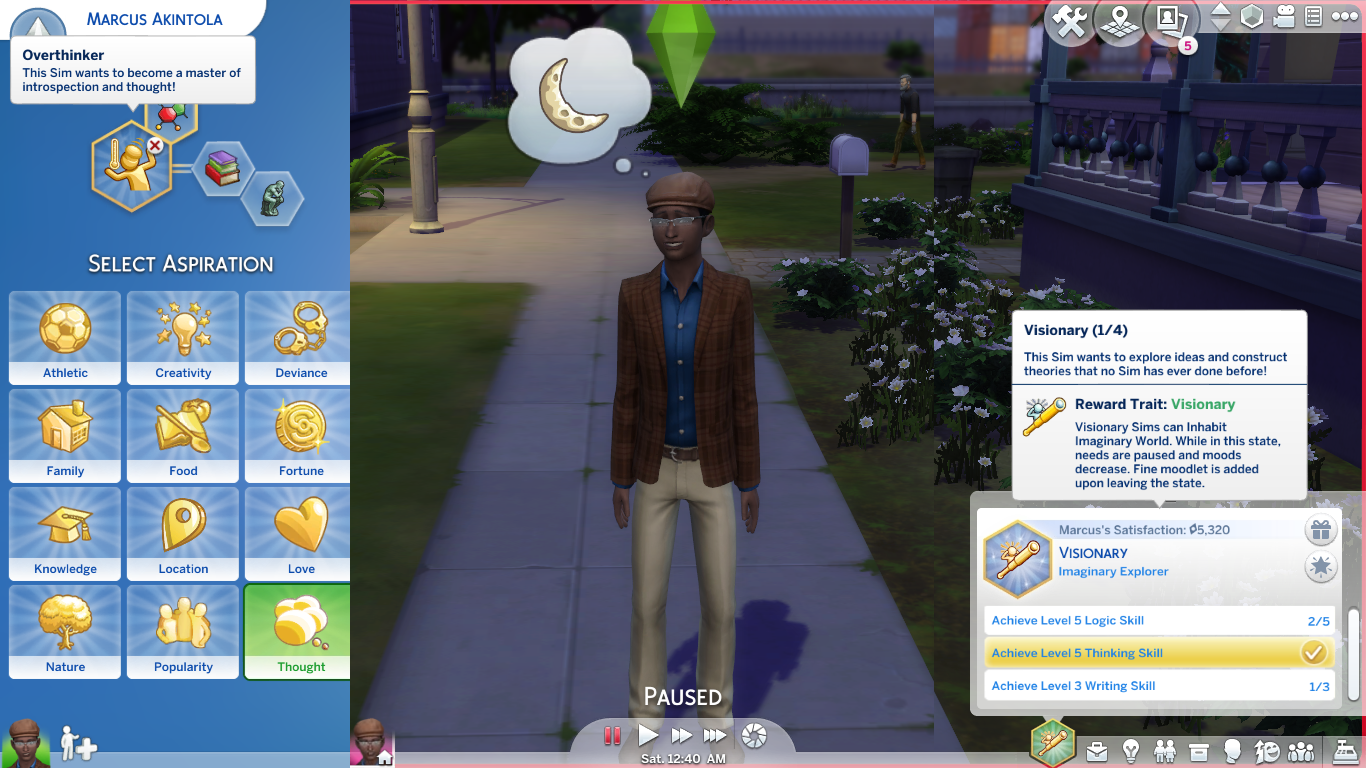 MARCUS AKINTOLA
Overthinker
This Sim wants to become a master of
introspection and thought!
SELECT ASPIRATION
Athletic
Creativity
Deviance
Family
Food
Fortune
Knowledge
Location
Love
Nature
Popularity
Thought
5
PAUSED
Sat. 12:40 AM
Visionary (1/4)
This Sim wants to explore ideas and construct
theories that no Sim has ever done before!
Reward Trait: Visionary
Visionary Sims can Inhabit
Imaginary World. While in this state,
needs are paused and moods
decrease. Fine moodlet is added
upon leaving the state.
Marcus's Satisfaction: 5,320
VISIONARY
Imaginary Explorer
Achieve Level 5 Logic Skill 2/5
Achieve Level 5 Thinking Skill
Achieve Level 3 Writing Skill 1/3